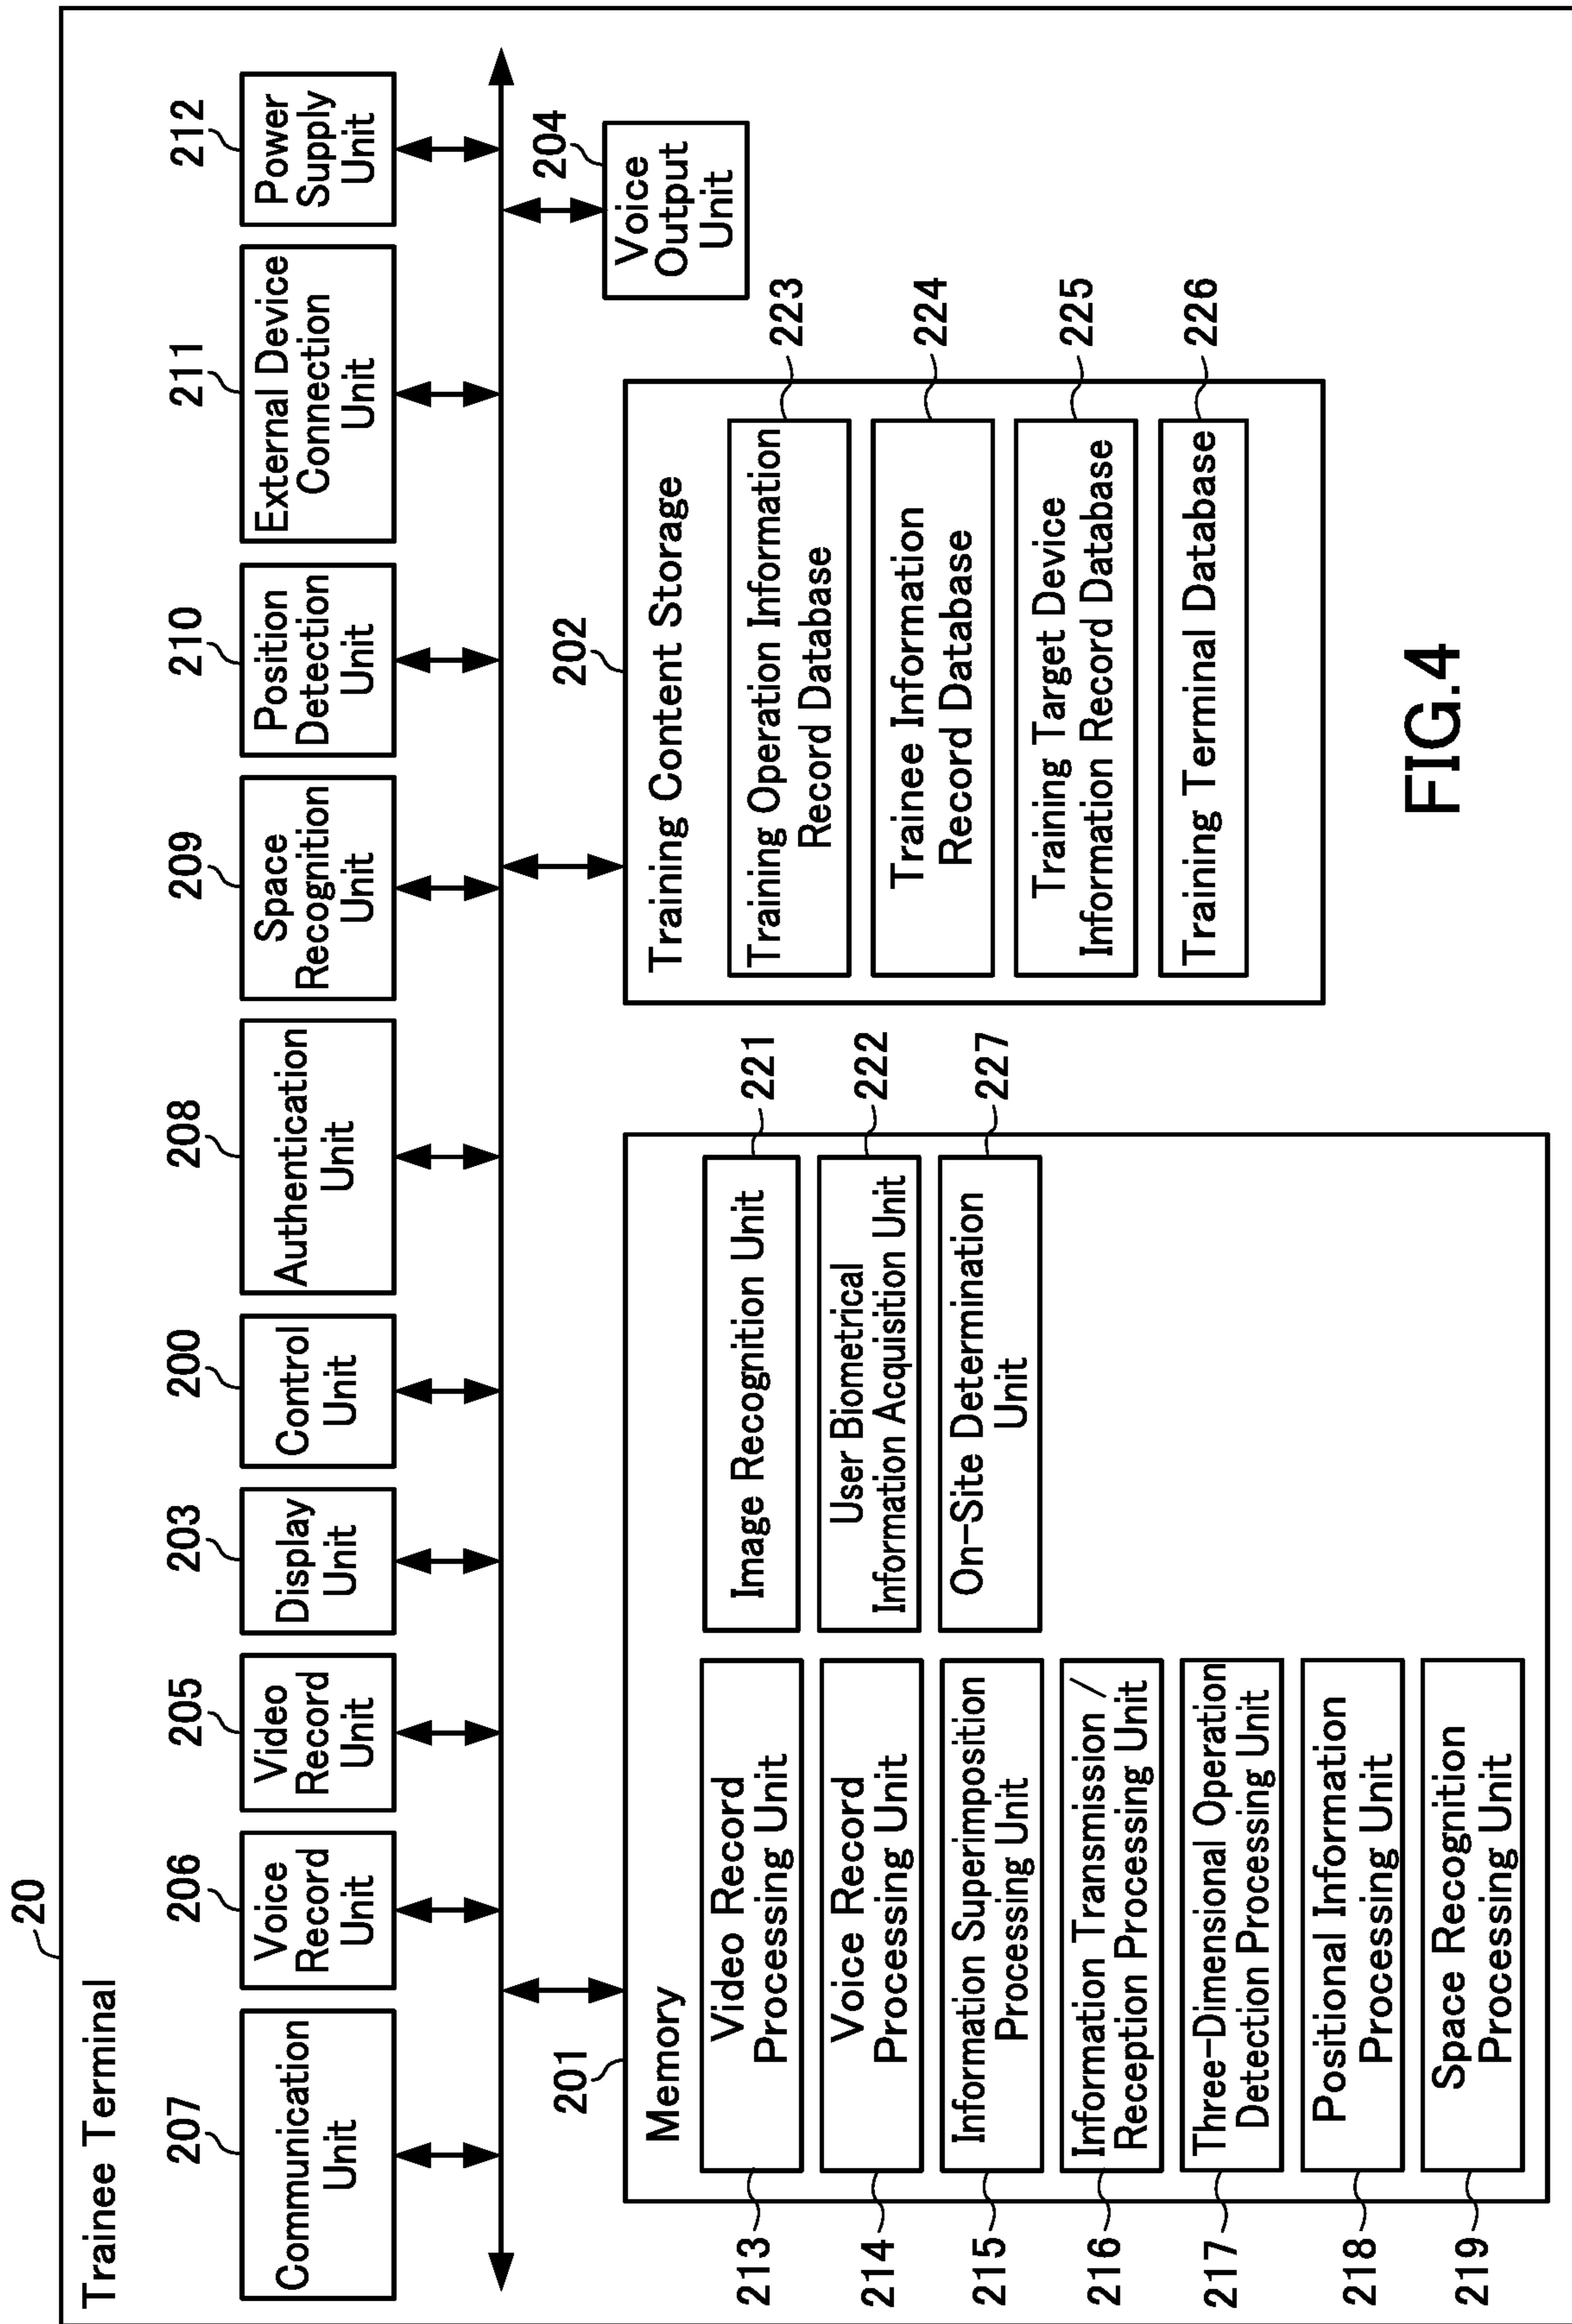 20
Trainee Terminal
207
206
205
203
200
208
209
210
211
212
Communication
Unit
Voice
Record
Unit
Video
Record
Unit
Display
Unit
Control
Unit
Authentication
Unit
Space
Recognition
Unit
Position
Detection
Unit
External Device
Connection
Unit
Power
Supply
Unit
201
Memory
213
Video Record
Processing Unit
214
Voice Record
Processing Unit
215
Information Superimposition
Processing Unit
216
Information Transmission /
Reception Processing Unit
217
Three-Dimensional Operation
Detection Processing Unit
218
Positional Information
Processing Unit
219
Space Recognition
Processing Unit
Image Recognition Unit
221
User Biometrical
Information Acquisition Unit
222
On-Site Determination
Unit
227
202
Training Content Storage
Training Operation Information
Record Database
223
Trainee Information
Record Database
224
Training Target Device
Information Record Database
225
Training Terminal Database
226
204
Voice
Output
Unit
FIG.4